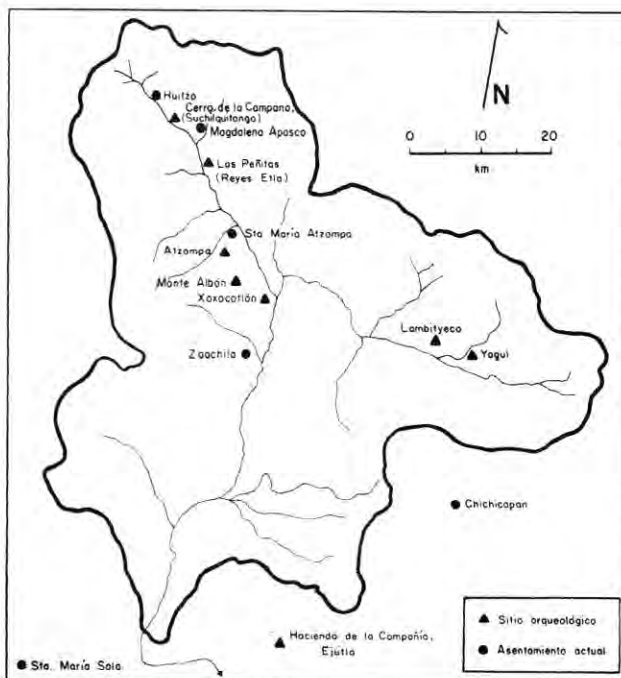 Huitzo
Cerro de la Campana,
(Suchilquitongo)
Magdalena Apasco
Las Peñitas
(Reyes Etla)
N
0 10 20
km
Sta María Atzompa
Atzompa
Monte Albán
Xoxocotlán
Zaachila
Lambityeco
Yagul
Chichicapan
Hacienda de la Compañía,
Ejutla
Sta. María Sola
Sitio arqueológico
Asentamiento actual